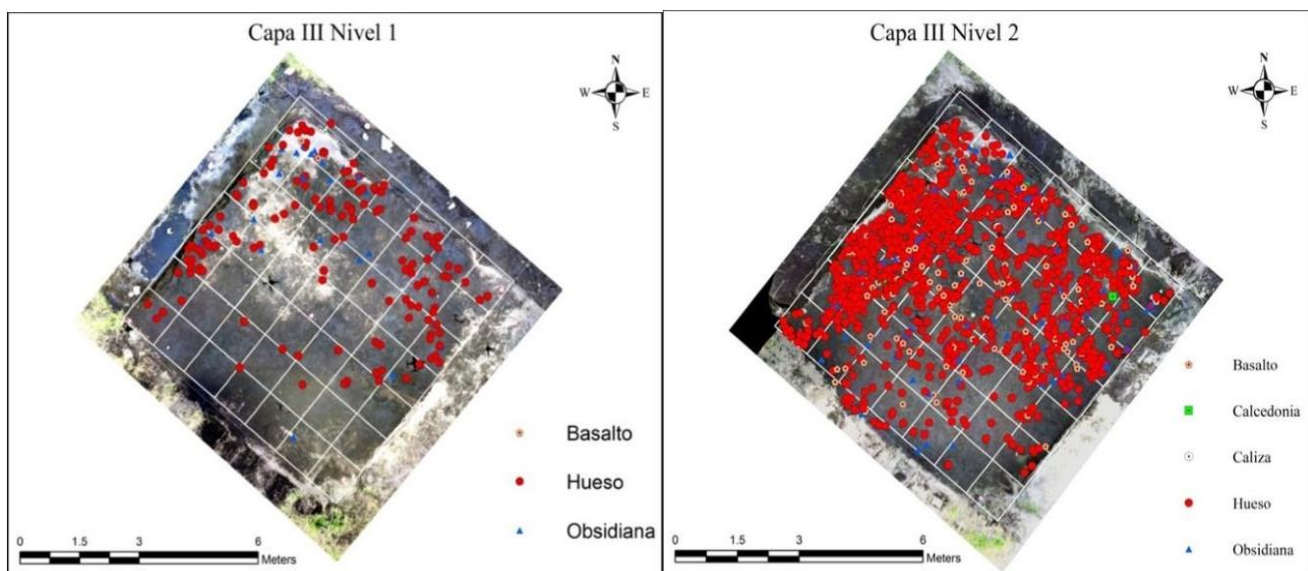 Capa III Nivel 1
N
W E
S
Basalto
Hueso
Obsidiana
0 1.5 3 6
Meters
Capa III Nivel 2
N
W E
S
Basalto
Calcedonia
Caliza
Hueso
Obsidiana
0 1.5 3 6
Meters